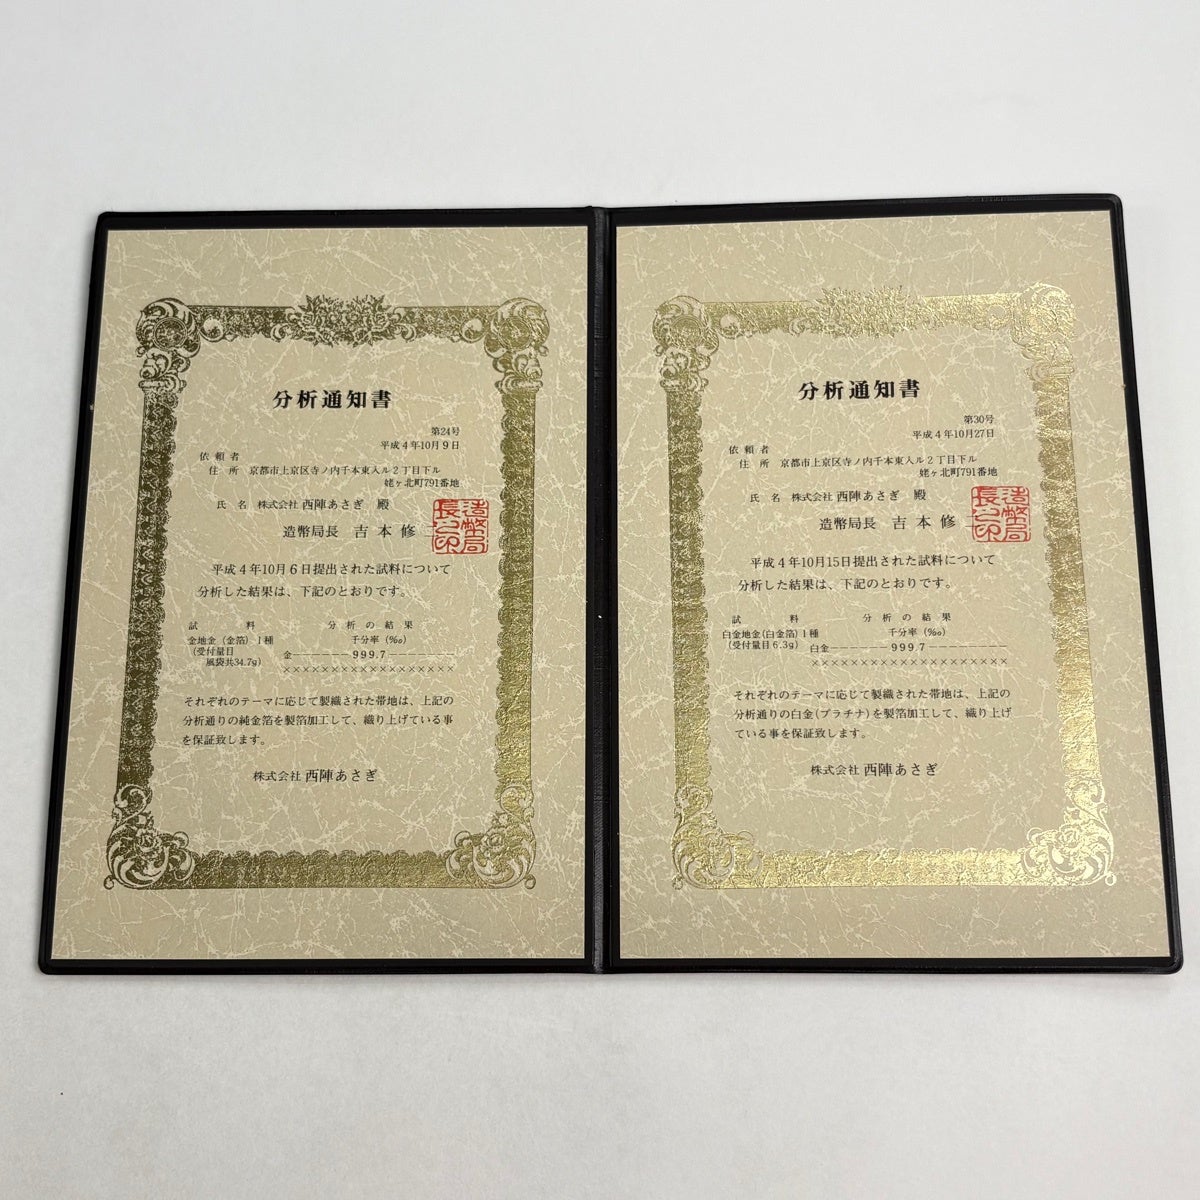 分析通知書
第24号
平成4年10月9日
依頼者
住所 京都市上京区寺ノ内千本東入ル2丁目下ル
姥ヶ北町791番地
氏名 株式会社 西陣あさぎ 殿
造幣局長 吉本修一
造幣局長之印
平成4年10月6日提出された試料について
分析した結果は、下記のとおりです。
試料 分析の結果
金地金(金箔)1種 千分率(‰)
(受付量目
風袋共34.7g) 金―――――999.7――――――
××××××××××××××××××
それぞれのテーマに応じて製織された帯地は、上記の
分析通りの純金箔を製箔加工して、織り上げている事
を保証致します。
株式会社 西陣あさぎ
分析通知書
第30号
平成4年10月27日
依頼者
住所 京都市上京区寺ノ内千本東入ル2丁目下ル
姥ヶ北町791番地
氏名 株式会社 西陣あさぎ 殿
造幣局長 吉本修一
造幣局長之印
平成4年10月15日提出された試料について
分析した結果は、下記のとおりです。
試料 分析の結果
白金地金(白金箔)1種 千分率(‰)
(受付量目6.3g) 白金―――――999.7―――――――
××××××××××××××××××
それぞれのテーマに応じて製織された帯地は、上記の
分析通りの白金(プラチナ)を製箔加工して、織り上げ
ている事を保証致します。
株式会社 西陣あさぎ